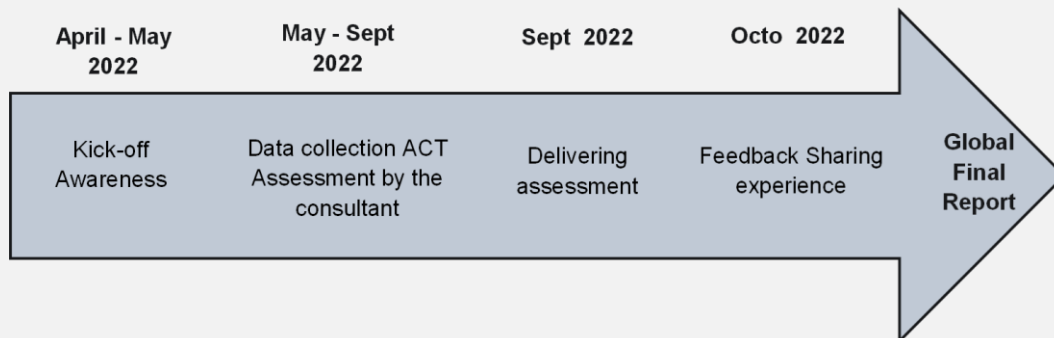 April - May
2022
May - Sept
2022
Sept 2022
Octo 2022
Kick-off
Awareness
Data collection ACT
Assessment by the
consultant
Delivering
assessment
Feedback Sharing
experience
Global
Final
Report